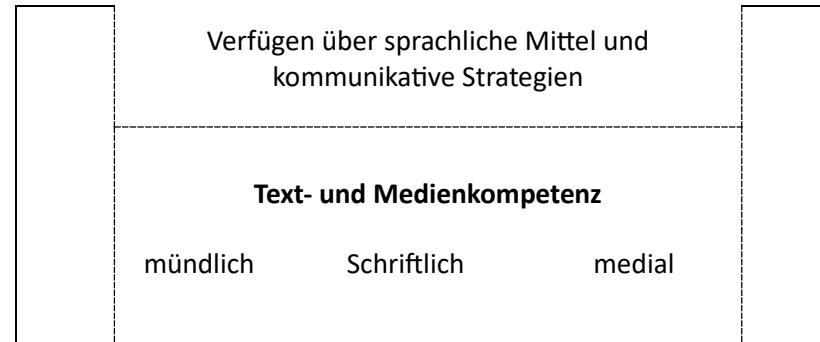 Verfügen über sprachliche Mittel und
kommunikative Strategien
Text- und Medienkompetenz
mündlich Schriftlich medial